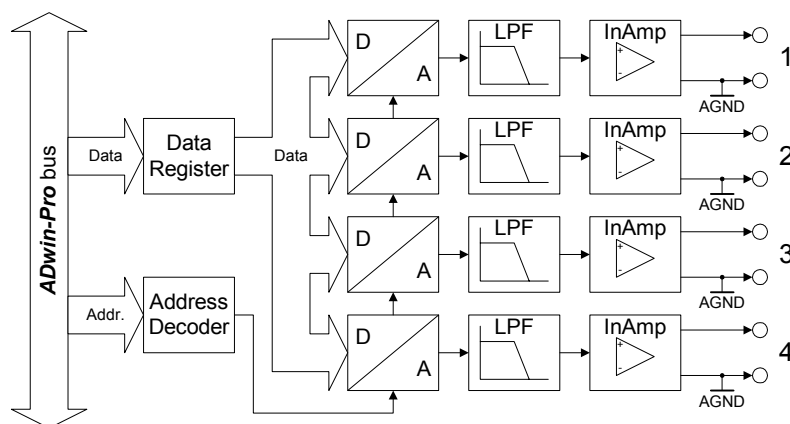 ADwin-Pro bus
Data
Data
Register
Data
Addr.
Address
Decoder
D
A
LPF
InAmp
+
-
AGND
1
D
A
LPF
InAmp
+
-
AGND
2
D
A
LPF
InAmp
+
-
AGND
3
D
A
LPF
InAmp
+
-
AGND
4